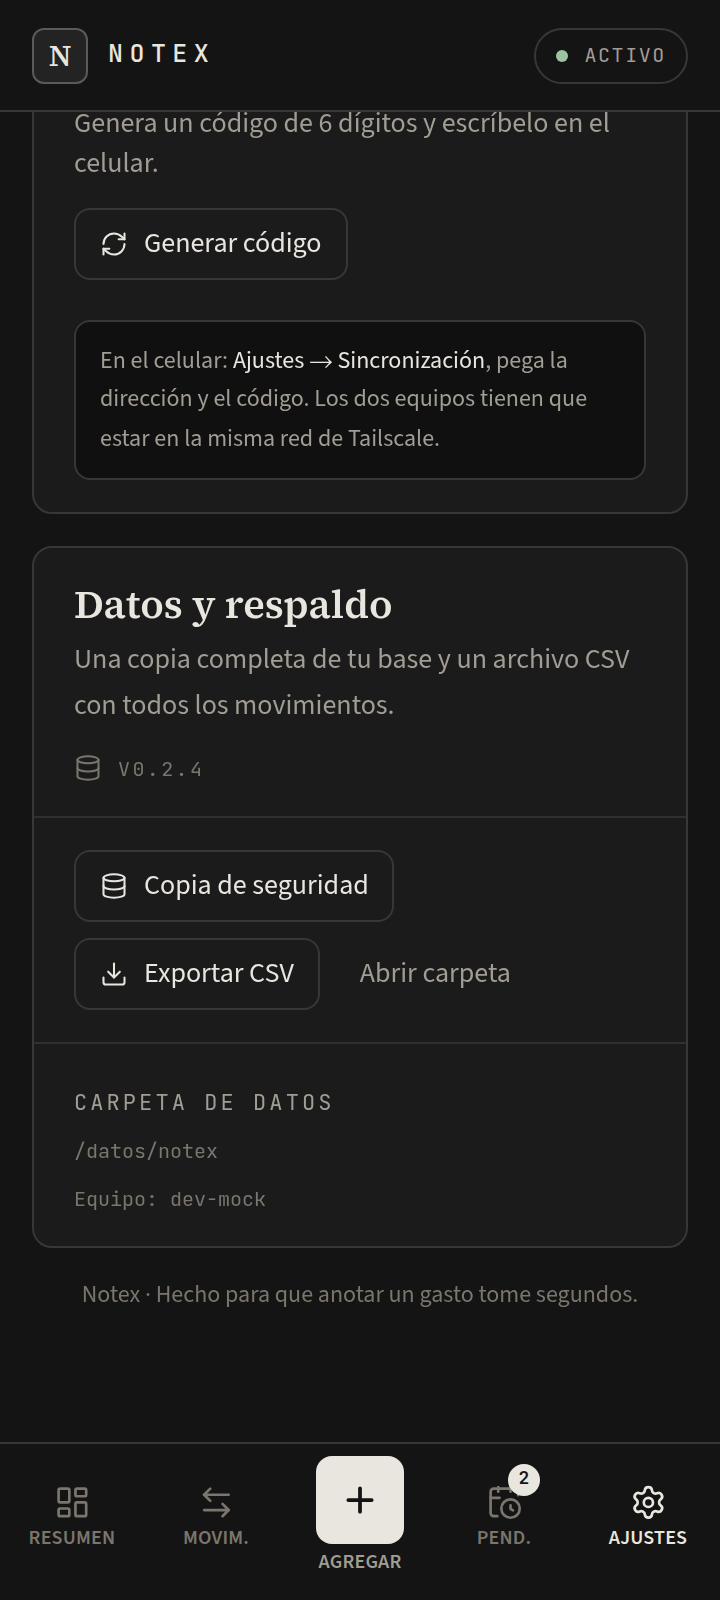 N NOTEX
ACTIVO
Genera un código de 6 dígitos y escríbelo en el
celular.
Generar código
En el celular: Ajustes → Sincronización, pega la
dirección y el código. Los dos equipos tienen que
estar en la misma red de Tailscale.
Datos y respaldo
Una copia completa de tu base y un archivo CSV
con todos los movimientos.
V0.2.4
Copia de seguridad
Exportar CSV
Abrir carpeta
CARPETA DE DATOS
/datos/notex
Equipo: dev-mock
Notex · Hecho para que anotar un gasto tome segundos.
RESUMEN
MOVIM.
AGREGAR
2
PEND.
AJUSTES